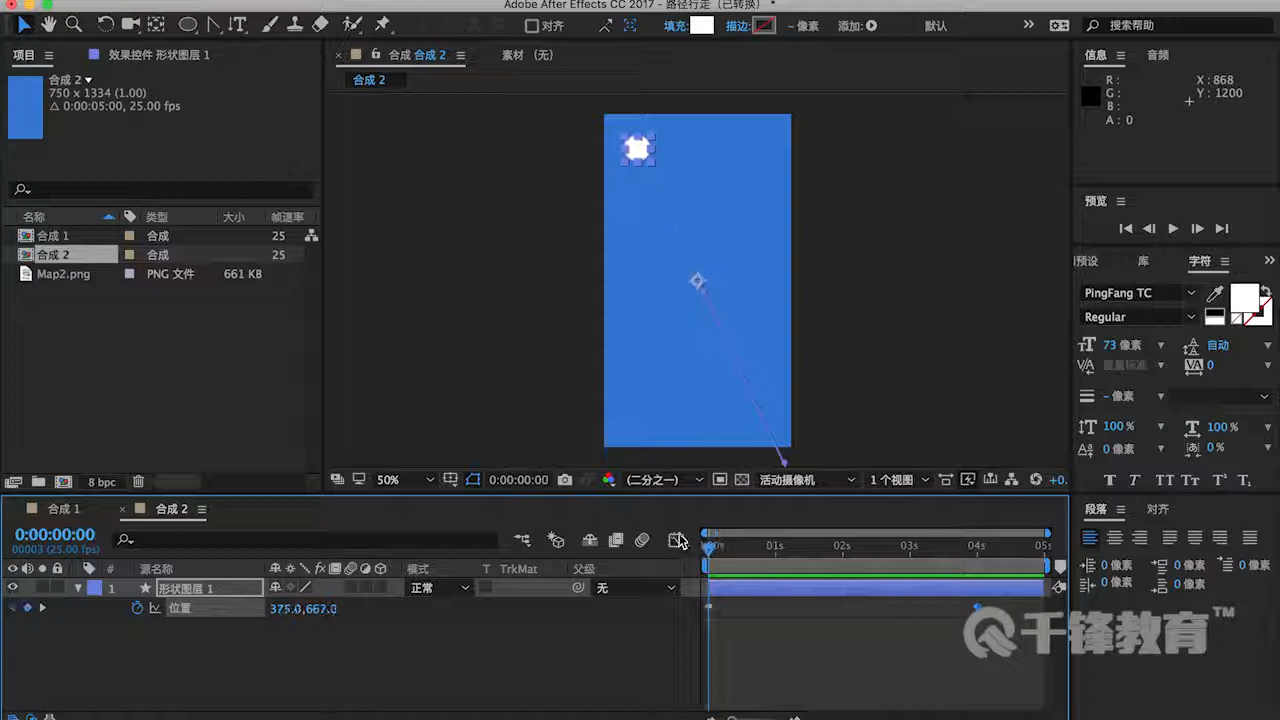 Adobe After Effects CC 2017 - 路径行走（已转换） *
对齐
填充:
描边:
- 像素
添加:
默认
搜索帮助
项目
效果控件 形状图层 1
合成 合成 2
素材 (无)
信息
音频
合成 2
750 x 1334 (1.00)
△ 0:00:05:00, 25.00 fps
合成 2
R :
G :
B :
A : 0
X : 868
Y : 1200
预览
名称
类型
大小
帧速率
合成 1
合成
25
合成 2
合成
25
Map2.png
PNG 文件
661 KB
预设
库
字符
PingFang TC
Regular
73 像素
自动
度量标准
0
- 像素
100 %
100 %
0 像素
0 %
8 bpc
50%
0:00:00:00
(二分之一)
活动摄像机
1 个视图
+0.
合成 1
合成 2
段落
对齐
0:00:00:00
00003 (25.00 fps)
01s
02s
03s
04s
05s
0 像素
0 像素
0 像素
0 像素
0 像素
#
源名称
模式
T TrkMat
父级
1
形状图层 1
正常
无
位置
375.0,667.0
千锋教育™